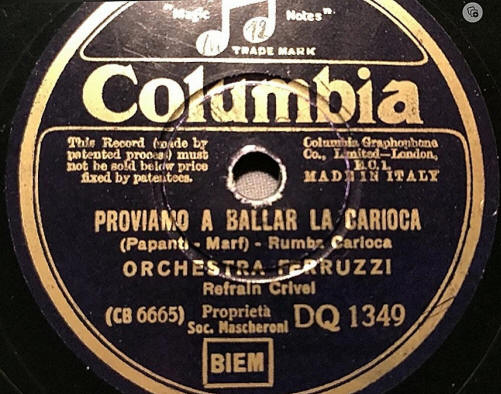 "Magic Notes"
TRADE MARK
Columbia
This Record (made by
patented process) must
not be sold below price
fixed by patentees.
Columbia Graphophone
Co., Limited—London,
E.C.1.
MADE IN ITALY
PROVIAMO A BALLAR LA CARIOCA
(Papanti - Marf) - Rumba Carioca
ORCHESTRA FERRUZZI
Refrain Crivel
(CB 6665) Proprietà
Soc. Mascheroni DQ 1349
BIEM